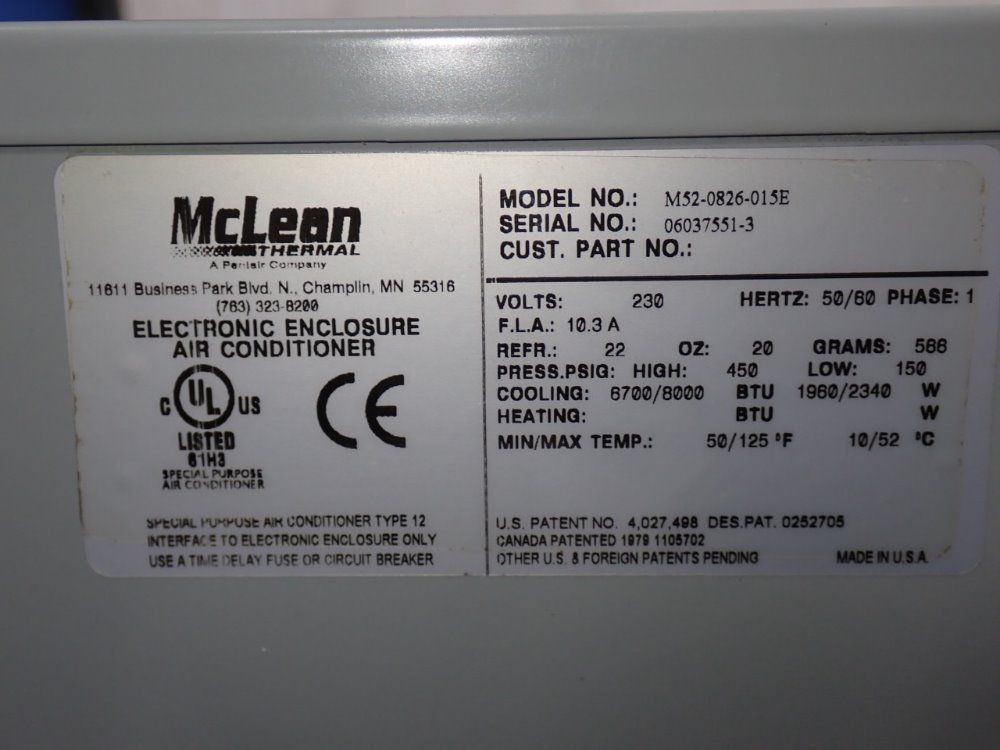 McLean
THERMAL
A Pentair Company
11611 Business Park Blvd. N., Champlin, MN 55316
(763) 323-8200
ELECTRONIC ENCLOSURE
AIR CONDITIONER
C UL US
LISTED
61H3
SPECIAL PURPOSE
AIR CONDITIONER
CE
SPECIAL PURPOSE AIR CONDITIONER TYPE 12
INTERFACE TO ELECTRONIC ENCLOSURE ONLY
USE A TIME DELAY FUSE OR CIRCUIT BREAKER
MODEL NO.: M52-0826-015E
SERIAL NO.: 06037551-3
CUST. PART NO.:
VOLTS: 230 HERTZ: 50/60 PHASE: 1
F.L.A.: 10.3 A
REFR.: 22 OZ: 20 GRAMS: 566
PRESS.PSIG: HIGH: 450 LOW: 150
COOLING: 6700/8000 BTU 1960/2340 W
HEATING: BTU W
MIN/MAX TEMP.: 50/125 °F 10/52 °C
U.S. PATENT NO. 4,027,498 DES.PAT. 0252705
CANADA PATENTED 1979 1105702
OTHER U.S. & FOREIGN PATENTS PENDING MADE IN U.S.A.